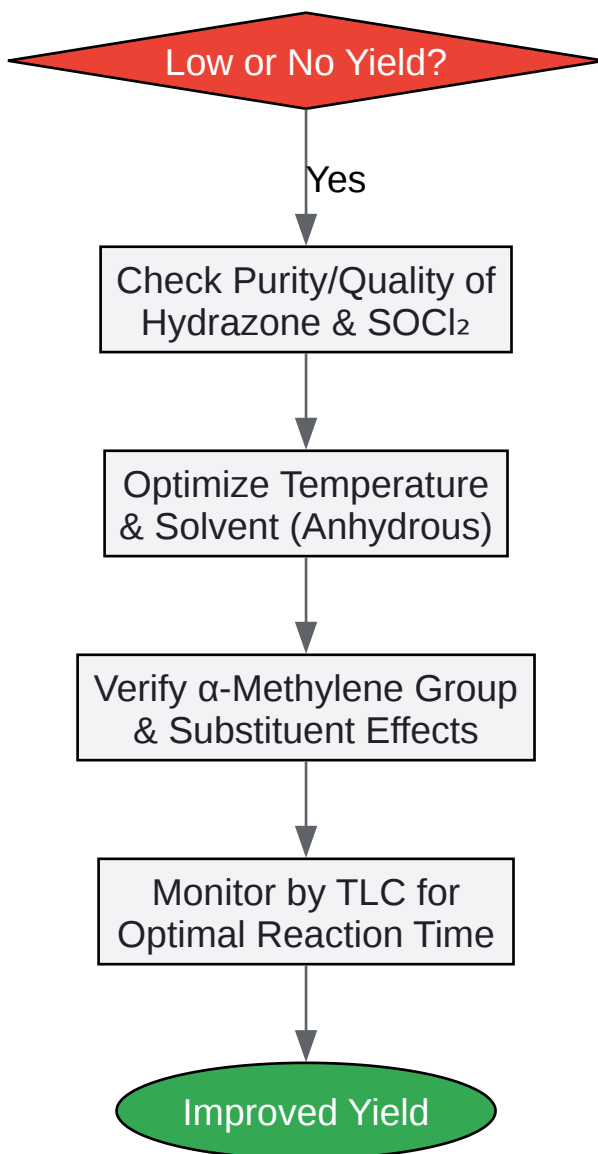 Low or No Yield?
Yes
Check Purity/Quality of
Hydrazone & SOCl₂
Optimize Temperature
& Solvent (Anhydrous)
Verify α-Methylene Group
& Substituent Effects
Monitor by TLC for
Optimal Reaction Time
Improved Yield